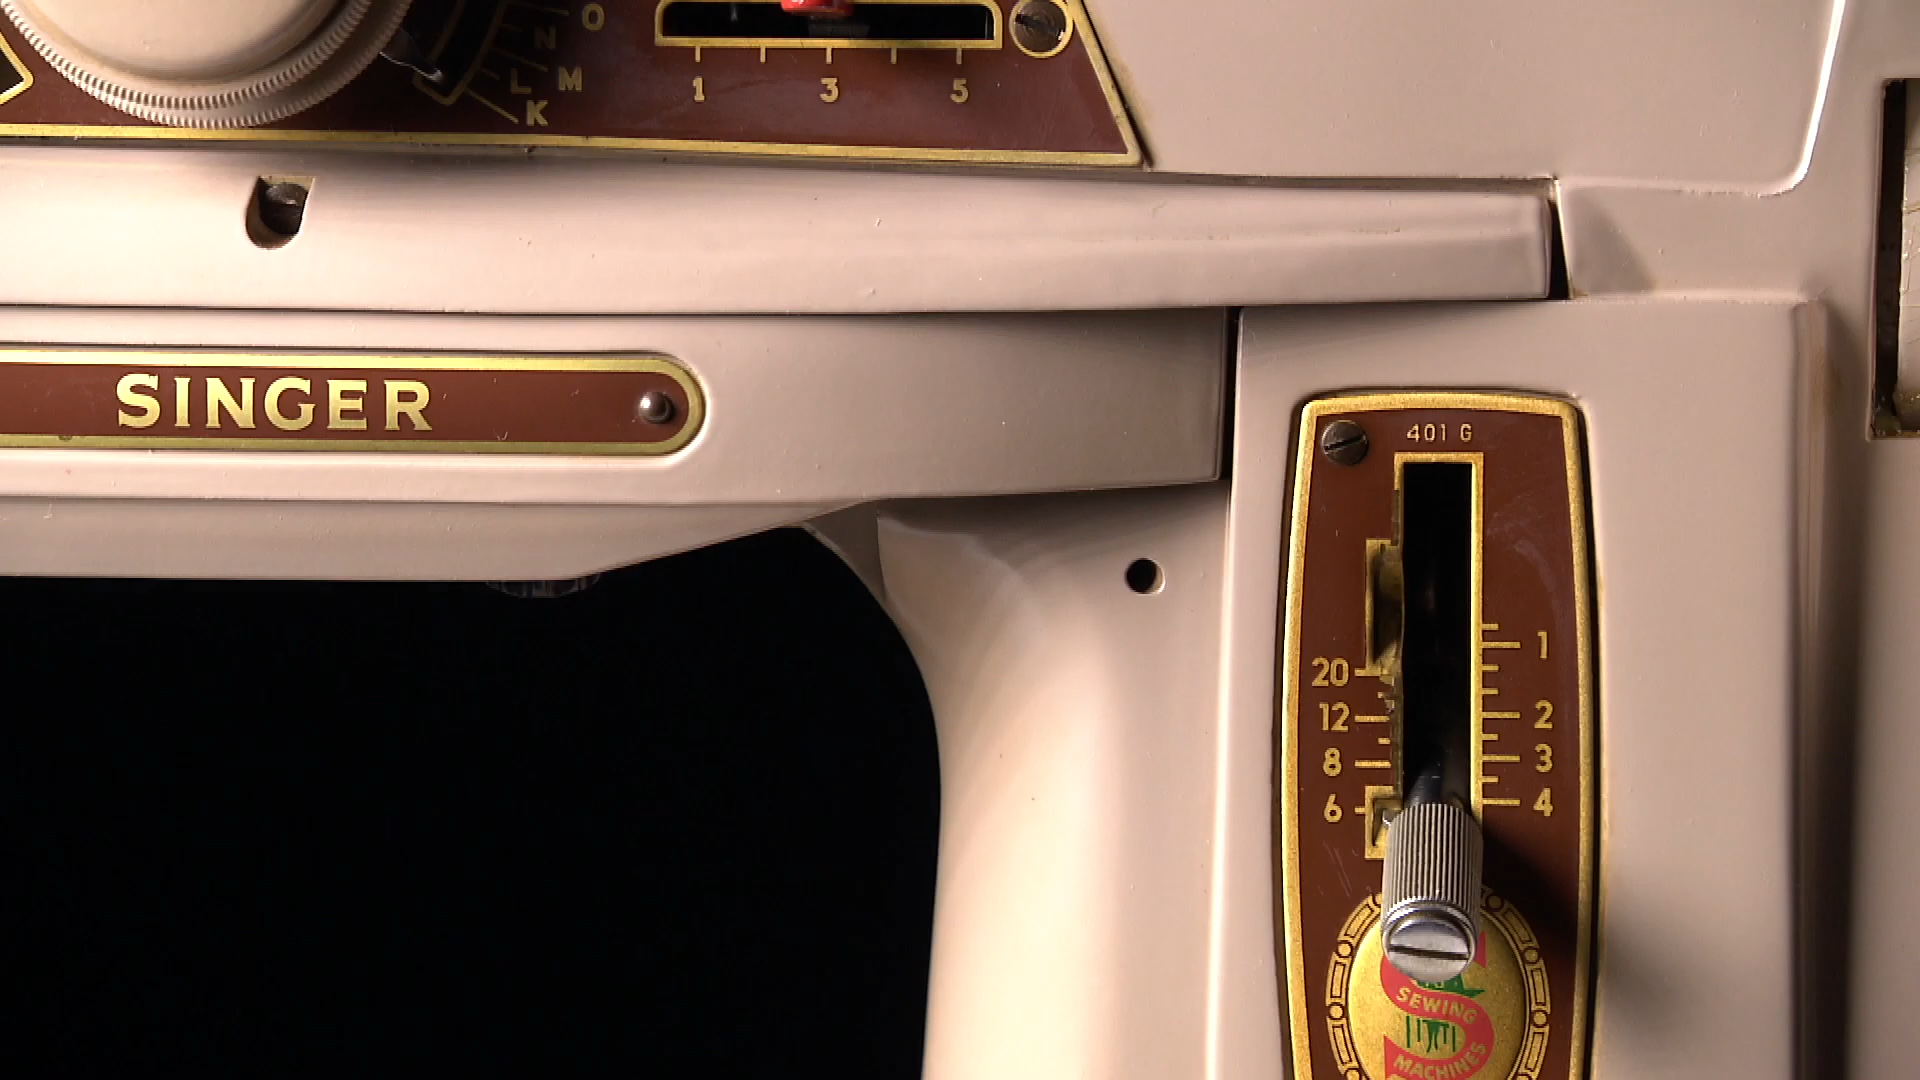 O
N
M
L
K
1 3 5
SINGER
401 G
1
20
12 2
8 3
6 4
SEWING
MACHINES